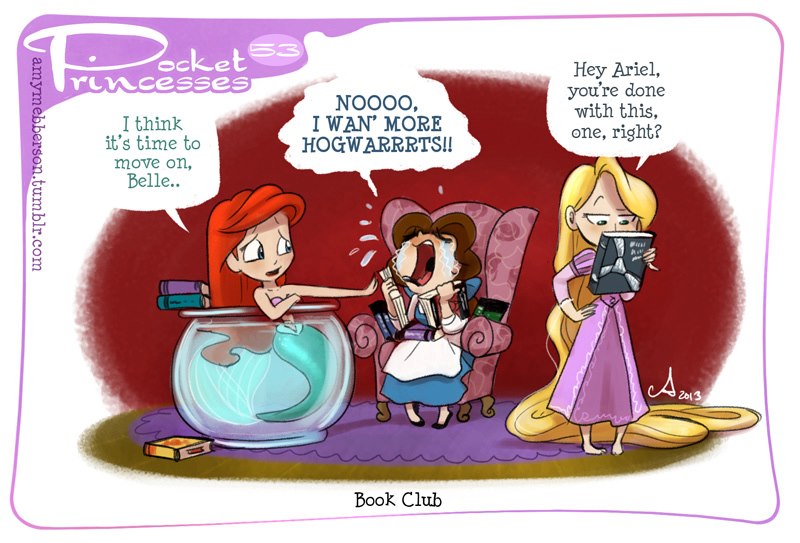 Pocket
Princesses
53
amymebberson.tumblr.com
I think
it's time to
move on,
Belle..
NOOOO,
I WAN' MORE
HOGWARRRTS!!
Hey Ariel,
you're done
with this,
one, right?
A 2013
Book Club